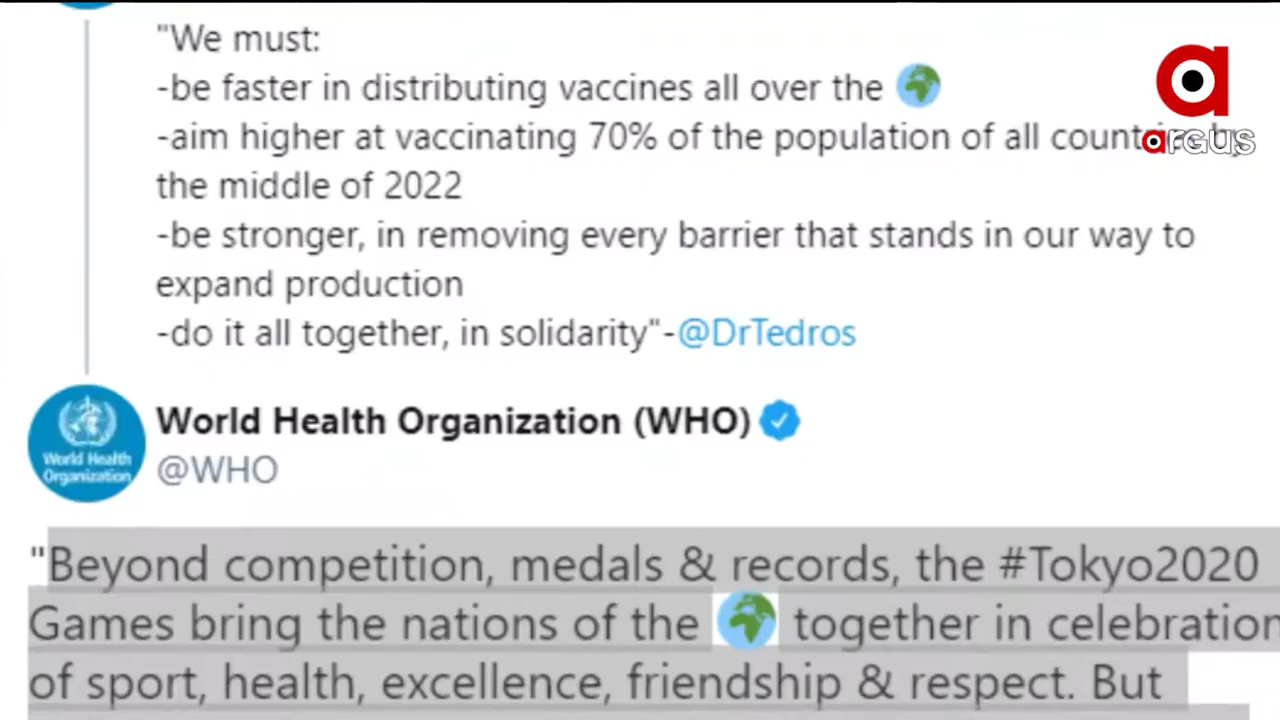 "We must:
-be faster in distributing vaccines all over the 🌍
-aim higher at vaccinating 70% of the population of all
the middle of 2022
-be stronger, in removing every barrier that stands in our way to
expand production
-do it all together, in solidarity"-@DrTedros
World Health Organization (WHO)
@WHO
World Health
Organization
"Beyond competition, medals & records, the #Tokyo2020
Games bring the nations of the 🌍 together in celebration
of sport, health, excellence, friendship & respect. But
argus